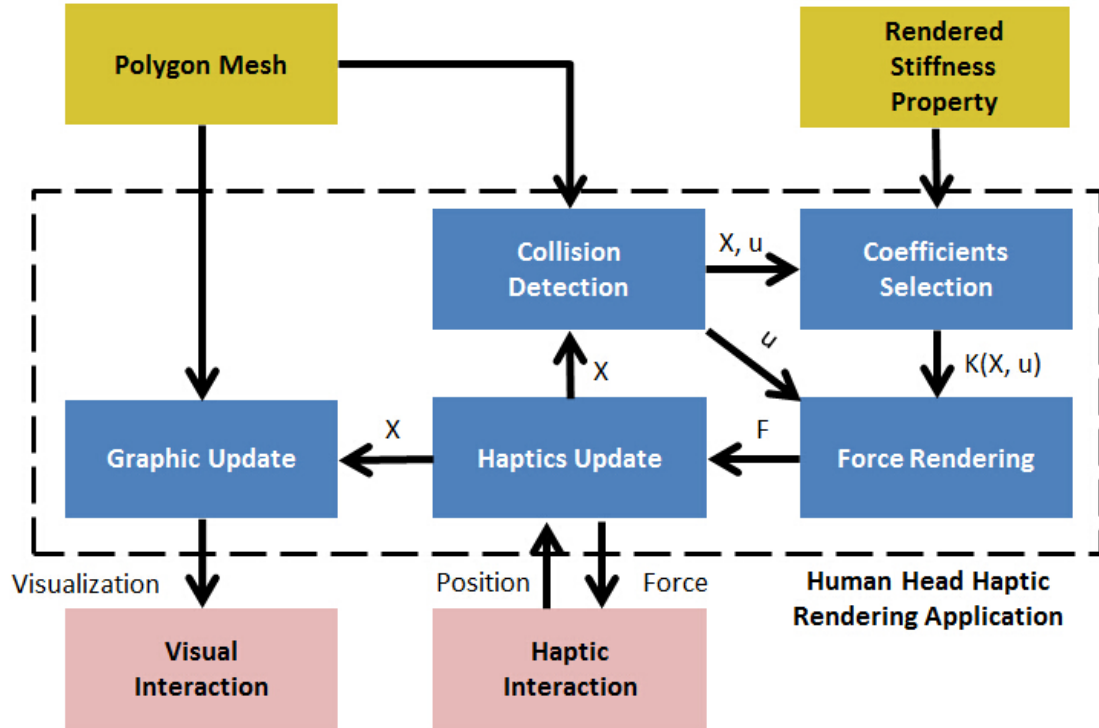 Polygon Mesh
Rendered
Stiffness
Property
Collision
Detection
X, u
Coefficients
Selection
u
K(X, u)
X
Graphic Update
X
Haptics Update
F
Force Rendering
Visualization
Position
Force
Human Head Haptic
Rendering Application
Visual
Interaction
Haptic
Interaction